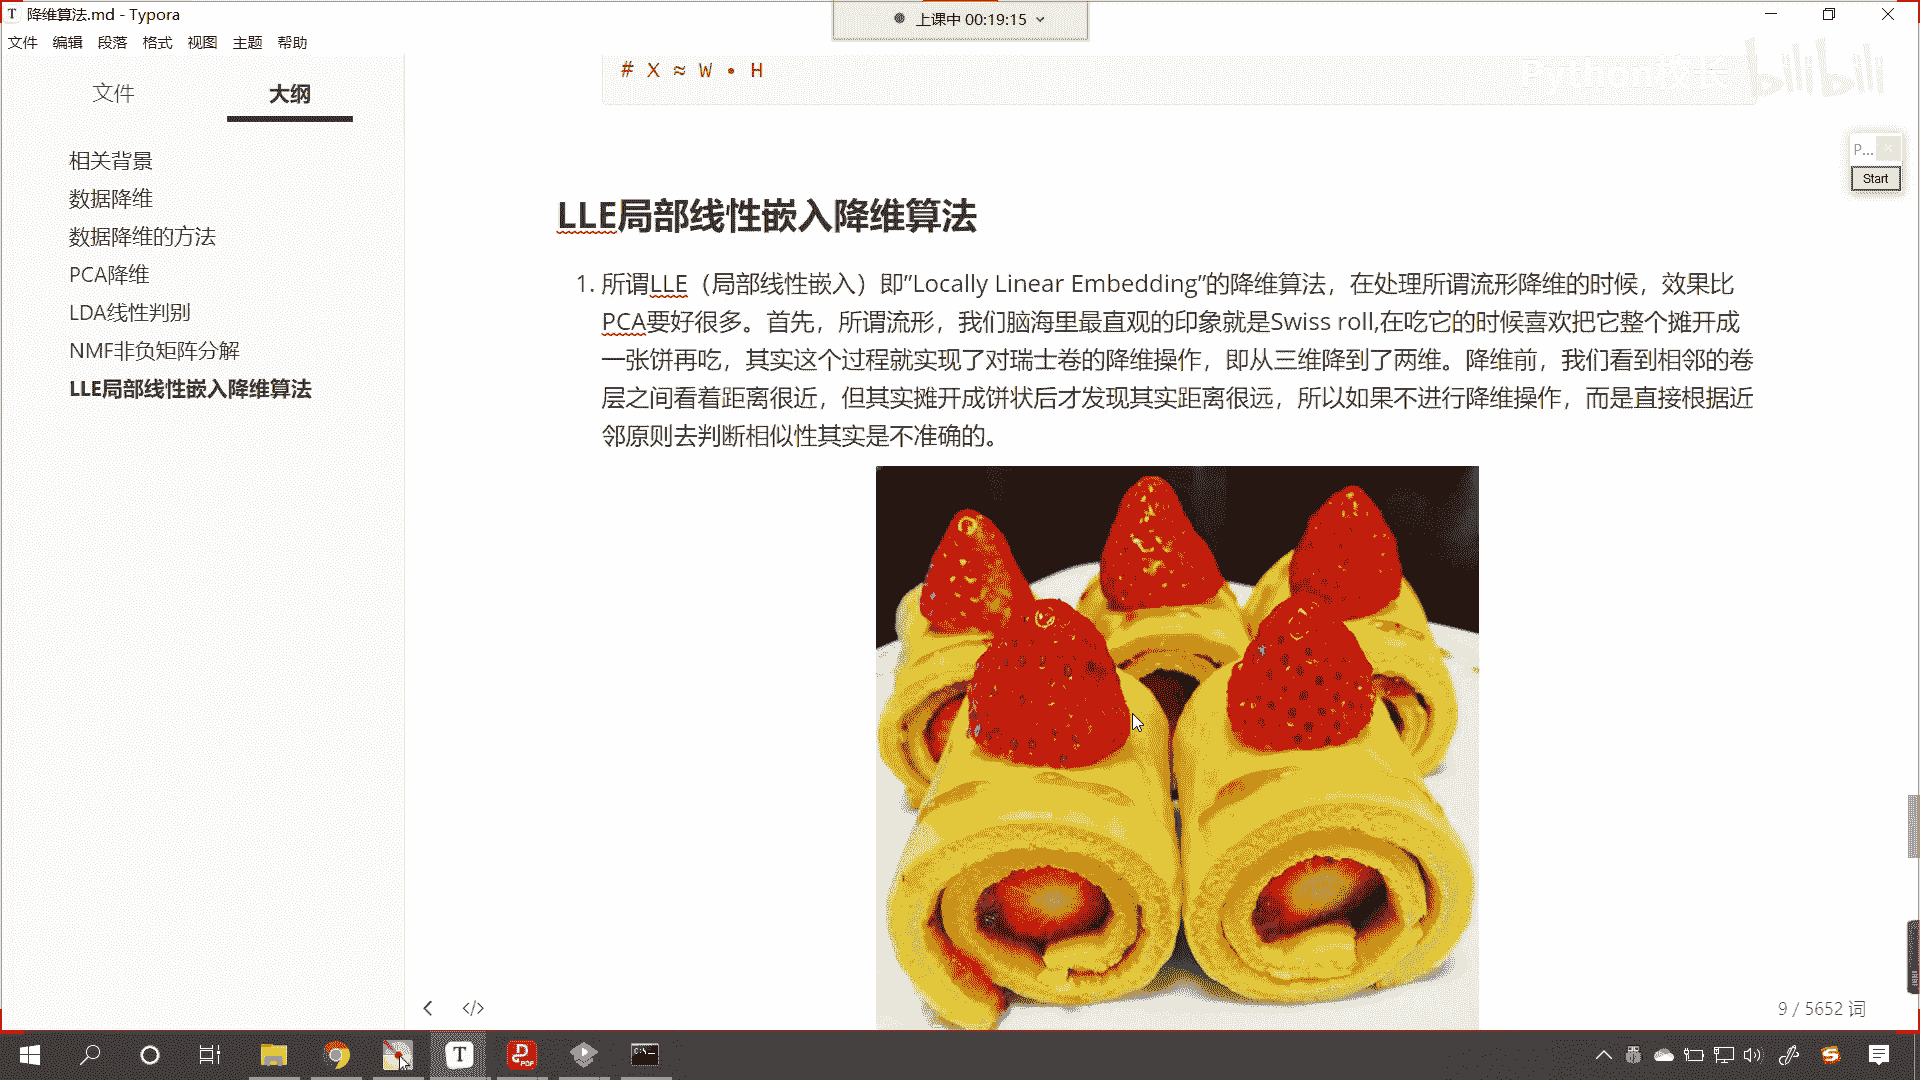 降维算法.md - Typora
上课中 00:19:15
文件 编辑 段落 格式 视图 主题 帮助
文件 大纲
相关背景
数据降维
数据降维的方法
PCA降维
LDA线性判别
NMF非负矩阵分解
LLE局部线性嵌入降维算法
# X ≈ W • H
Python校长 bilibili
P...
Start
LLE局部线性嵌入降维算法
1. 所谓LLE（局部线性嵌入）即”Locally Linear Embedding”的降维算法，在处理所谓流形降维的时候，效果比
PCA要好很多。首先，所谓流形，我们脑海里最直观的印象就是Swiss roll,在吃它的时候喜欢把它整个摊开成
一张饼再吃，其实这个过程就实现了对瑞士卷的降维操作，即从三维降到了两维。降维前，我们看到相邻的卷
层之间看着距离很近，但其实摊开成饼状后才发现其实距离很远，所以如果不进行降维操作，而是直接根据近
邻原则去判断相似性其实是不准确的。
9 / 5652 词